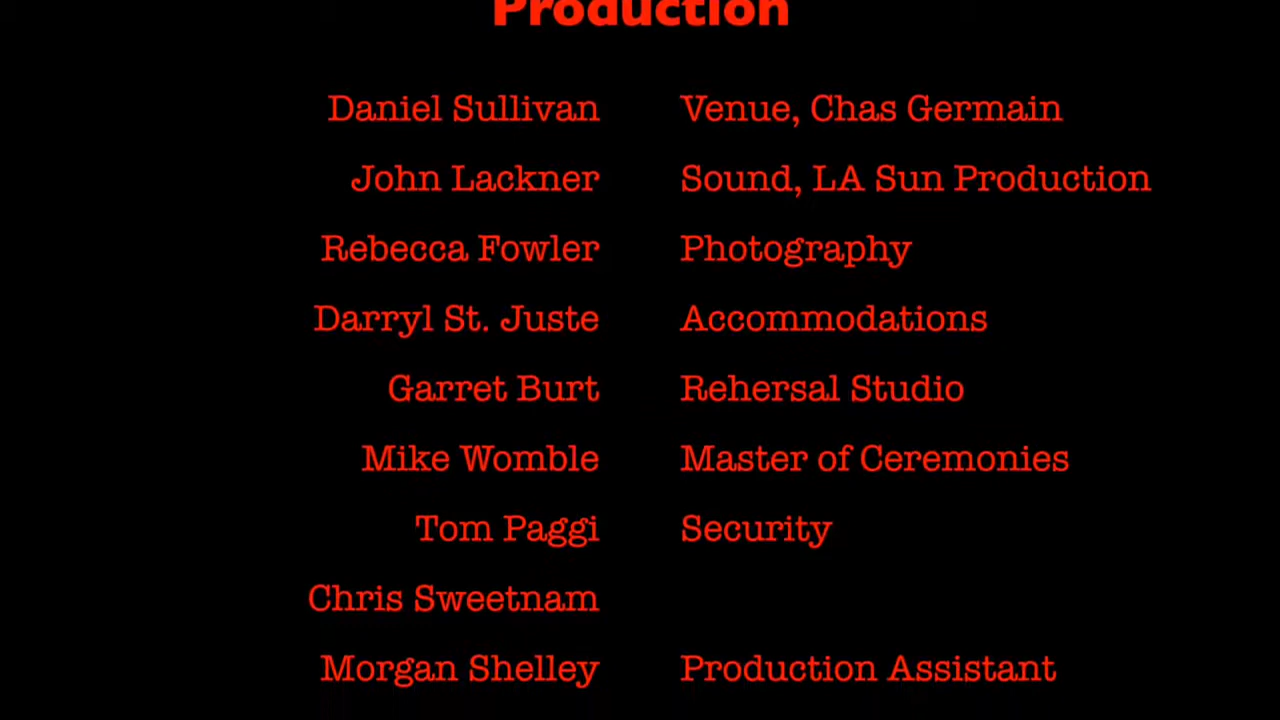 Production
Daniel Sullivan Venue, Chas Germain
John Lackner Sound, LA Sun Production
Rebecca Fowler Photography
Darryl St. Juste Accommodations
Garret Burt Rehersal Studio
Mike Womble Master of Ceremonies
Tom Paggi Security
Chris Sweetnam
Morgan Shelley Production Assistant